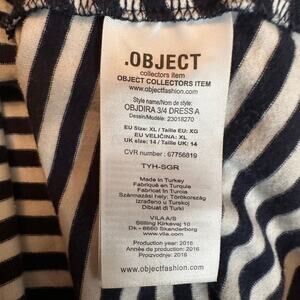 .OBJECT
collectors item
OBJECT COLLECTORS ITEM
www.objectfashion.com
Style name/Nom de style:
OBJDIRA 3/4 DRESS A
Dessin/Modèle: 23018270
EU Size: XL / Taille EU: XG
EU VELIČINA: XL
UK size: 14 / Taille UK: 14
CVR number : 67756819
TYH-SGR
Made in Turkey
Fabriqué en Turquie
Fabricat în Turcia
Származási hely: Törökország
Izrađeno u Turskoj
Dibuat di Turki
VILA A/S
Stilling Kirkevej 10
Dk - 8660 Skanderborg
www.vila.com
Production year: 2016
Année de production: 2016
Proizvodnje: 2016
www.objectfashion.com